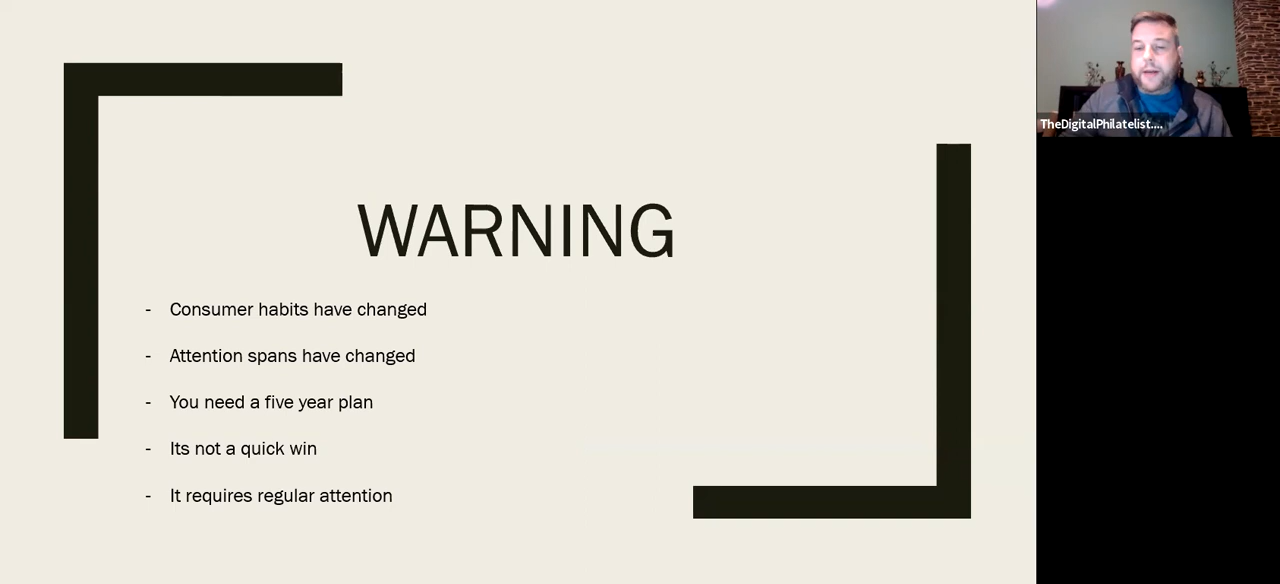 WARNING
- Consumer habits have changed
- Attention spans have changed
- You need a five year plan
- Its not a quick win
- It requires regular attention
TheDigitalPhilatelist....